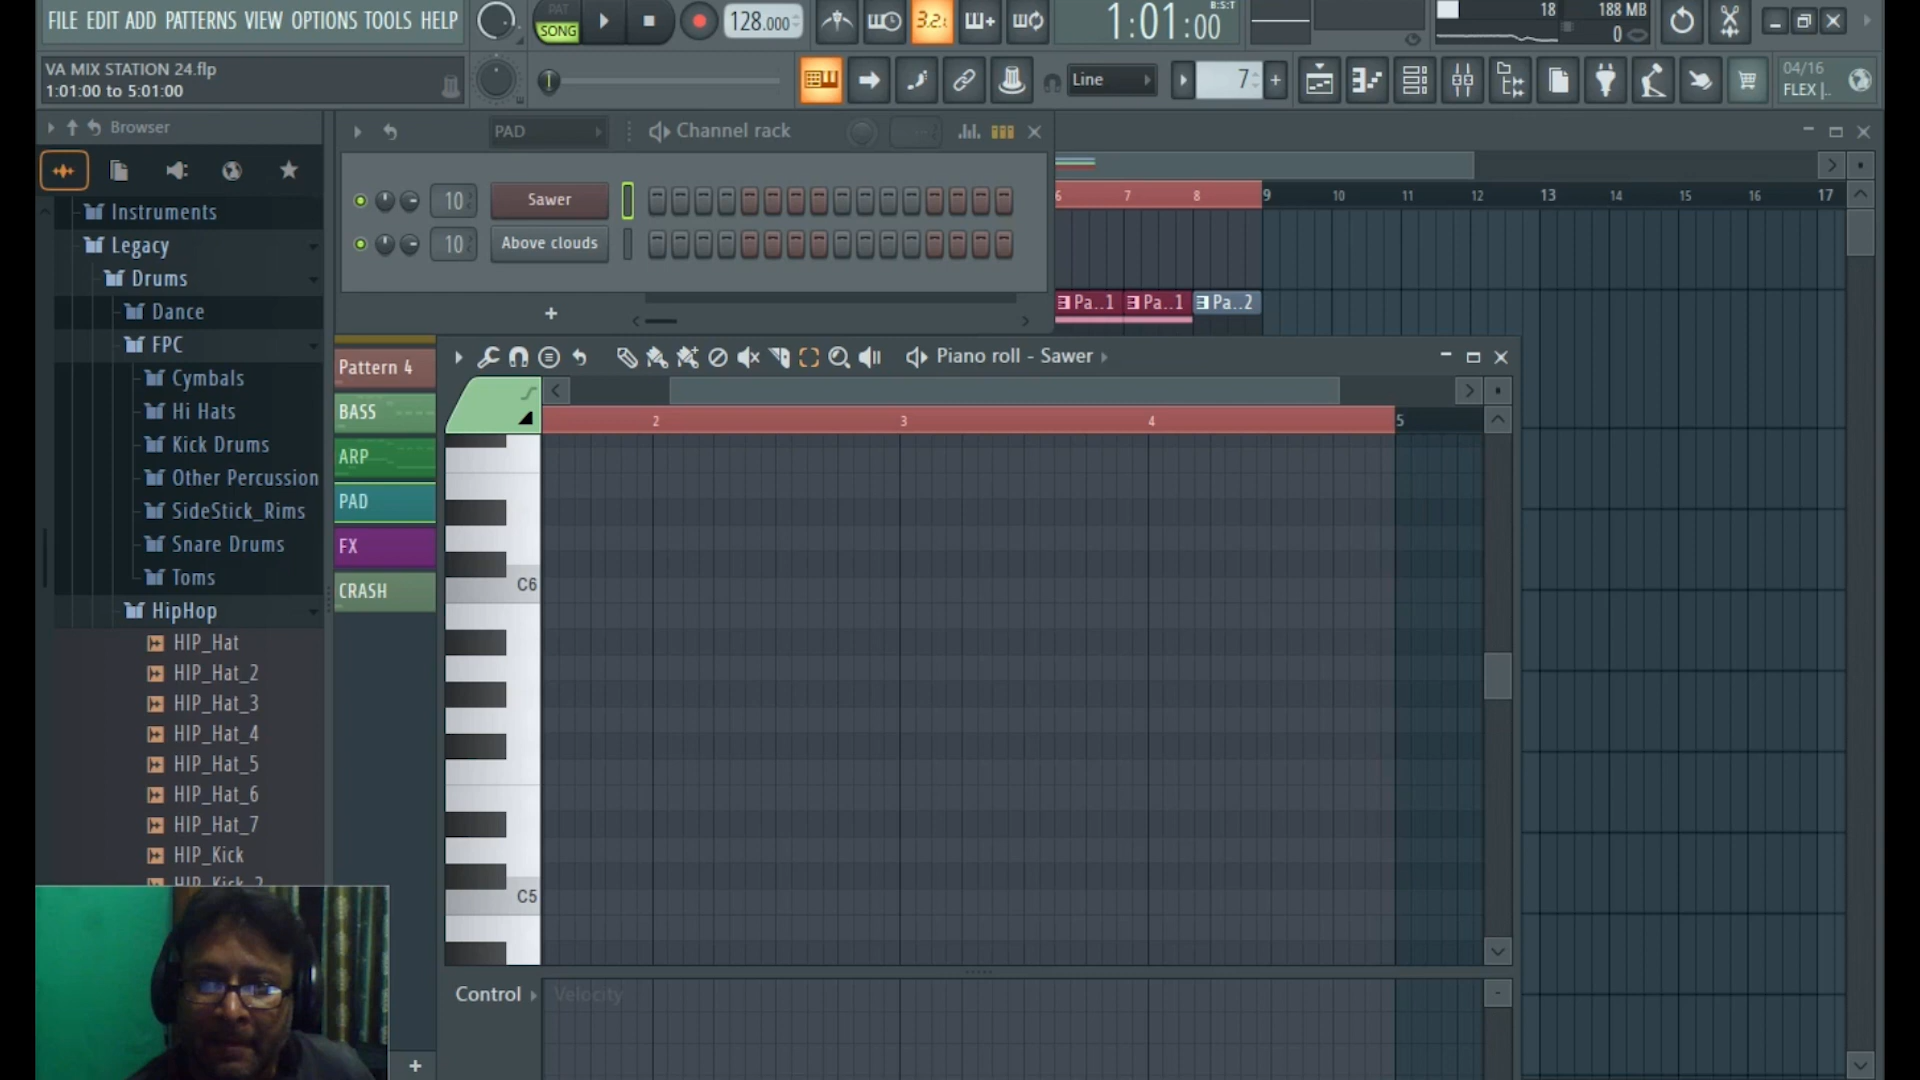 FILE EDIT ADD PATTERNS VIEW OPTIONS TOOLS HELP
PAT
SONG
128.000
3.2.
1:01:00
B:S:T
18
188 MB
0
VA MIX STATION 24.flp
1:01:00 to 5:01:00
Line
7
04/16
FLEX |..
Browser
PAD
Channel rack
10 Sawer
10 Above clouds
Instruments
Legacy
Drums
Dance
FPC
Cymbals
Hi Hats
Kick Drums
Other Percussion
SideStick_Rims
Snare Drums
Toms
HipHop
HIP_Hat
HIP_Hat_2
HIP_Hat_3
HIP_Hat_4
HIP_Hat_5
HIP_Hat_6
HIP_Hat_7
HIP_Kick
HIP_Kick_2
6 7 8 9 10 11 12 13 14 15 16 17
Pa..1 Pa..1 Pa..2
Pattern 4
BASS
ARP
PAD
FX
CRASH
Piano roll - Sawer
2 3 4 5
C6
C5
Control Velocity